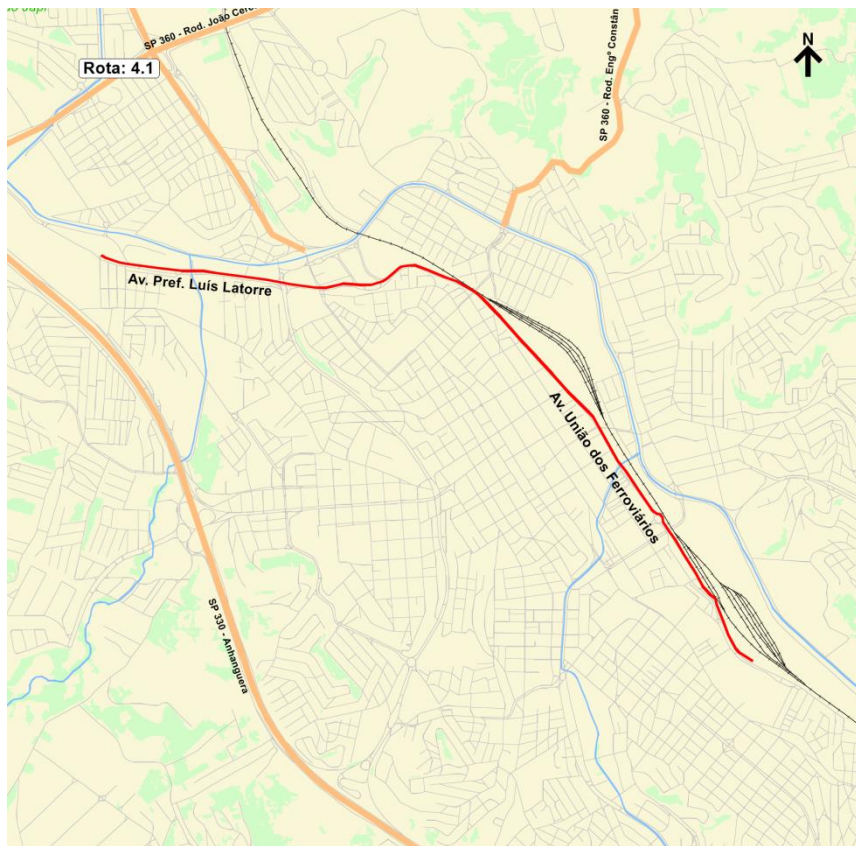 SP 360 - Rod. João Cere
Rota: 4.1
N
SP 360 - Rod. Engº Constân
Av. Pref. Luís Latorre
Av. União dos Ferroviários
SP 330 - Anhanguera